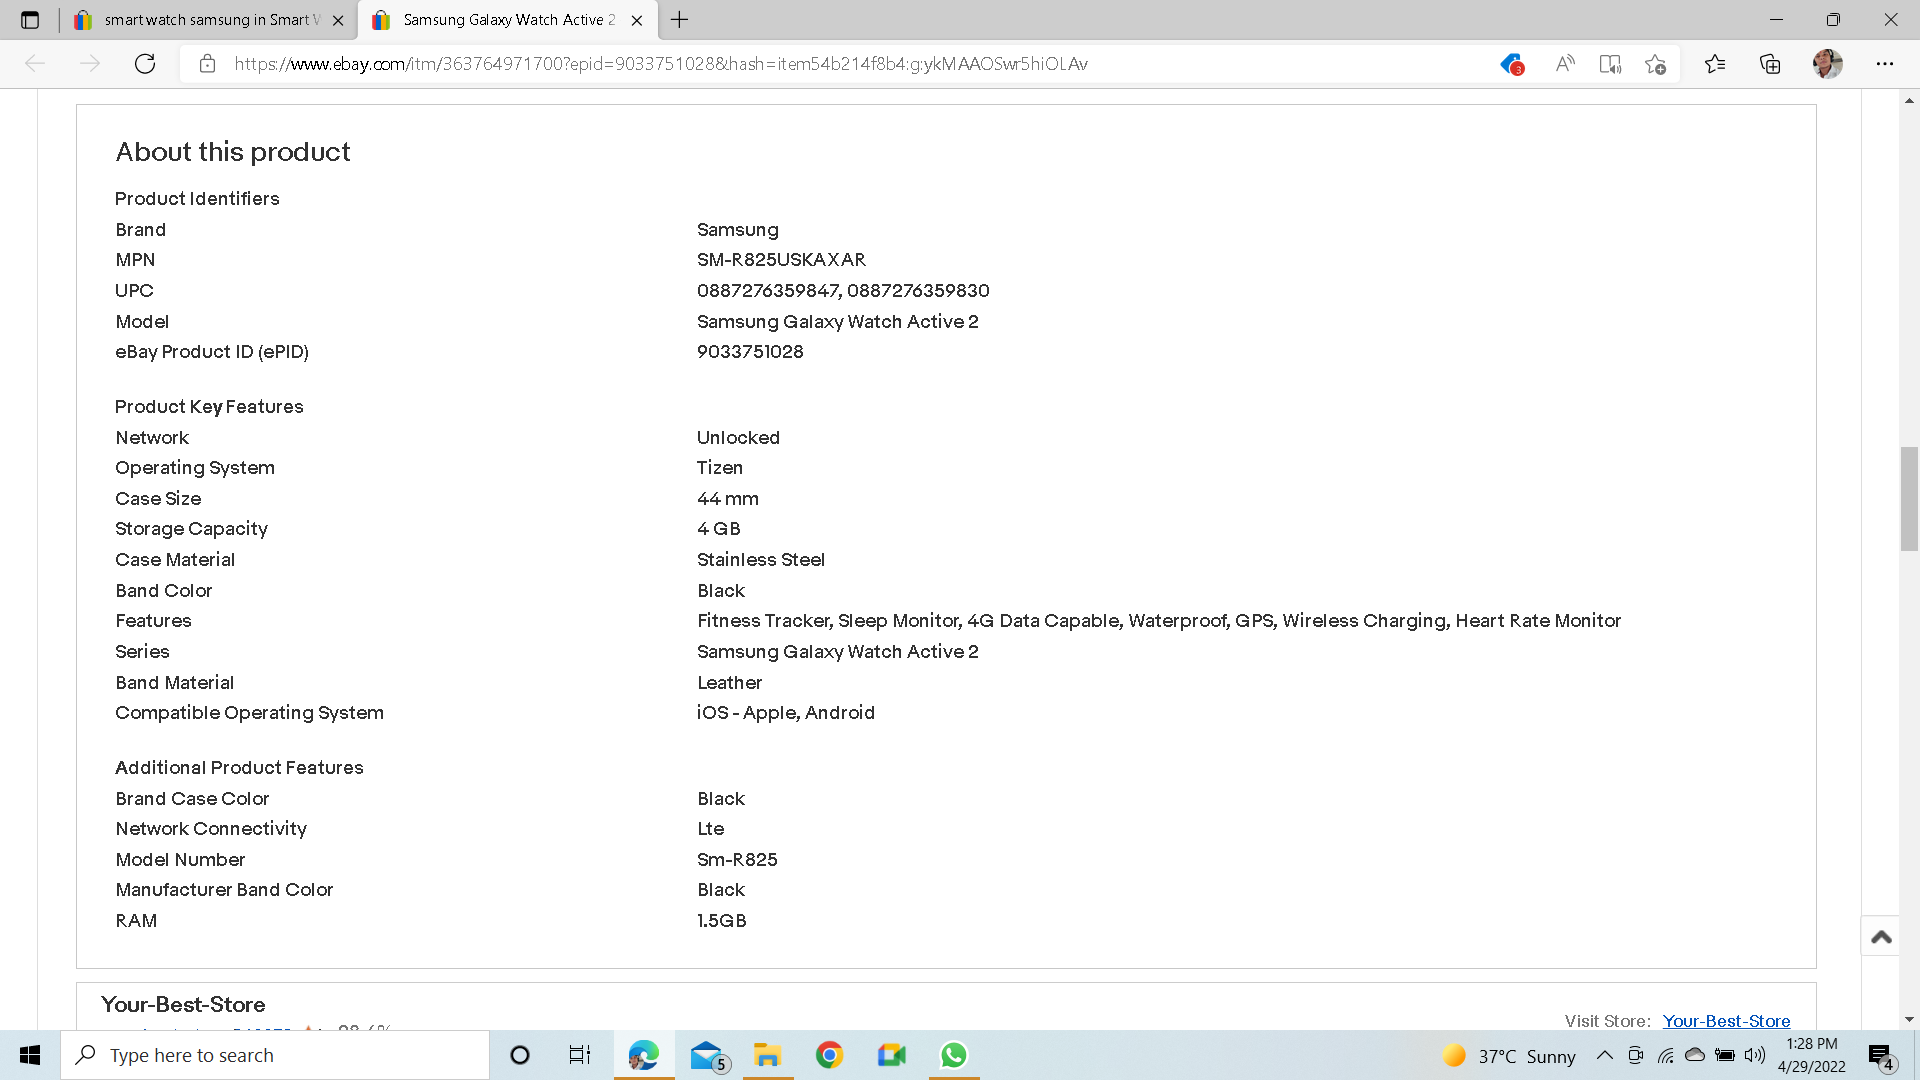 smart watch samsung in Smart W
Samsung Galaxy Watch Active 2
https://www.ebay.com/itm/363764971700?epid=9033751028&hash=item54b214f8b4:g:ykMAAOSwr5hiOLAv
3
About this product
Product Identifiers
Brand Samsung
MPN SM-R825USKAXAR
UPC 0887276359847, 0887276359830
Model Samsung Galaxy Watch Active 2
eBay Product ID (ePID) 9033751028
Product Key Features
Network Unlocked
Operating System Tizen
Case Size 44 mm
Storage Capacity 4 GB
Case Material Stainless Steel
Band Color Black
Features Fitness Tracker, Sleep Monitor, 4G Data Capable, Waterproof, GPS, Wireless Charging, Heart Rate Monitor
Series Samsung Galaxy Watch Active 2
Band Material Leather
Compatible Operating System iOS - Apple, Android
Additional Product Features
Brand Case Color Black
Network Connectivity Lte
Model Number Sm-R825
Manufacturer Band Color Black
RAM 1.5GB
Your-Best-Store
Visit Store: Your-Best-Store
Type here to search
5
37°C Sunny
1:28 PM
4/29/2022
4